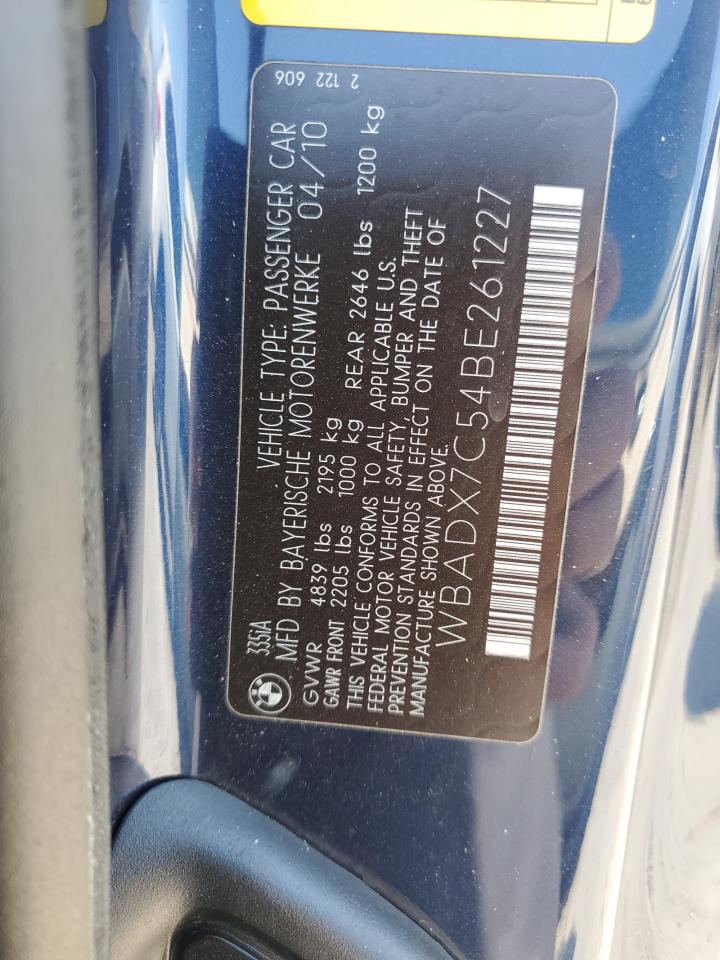 335iA
VEHICLE TYPE: PASSENGER CAR
2 122 606
MFD BY BAYERISCHE MOTORENWERKE 04/10
GVWR 4839 lbs 2195 kg
GAWR FRONT 2205 lbs 1000 kg REAR 2646 lbs 1200 kg
THIS VEHICLE CONFORMS TO ALL APPLICABLE U.S.
FEDERAL MOTOR VEHICLE SAFETY, BUMPER AND THEFT
PREVENTION STANDARDS IN EFFECT ON THE DATE OF
MANUFACTURE SHOWN ABOVE.
WBADX7C54BE261227